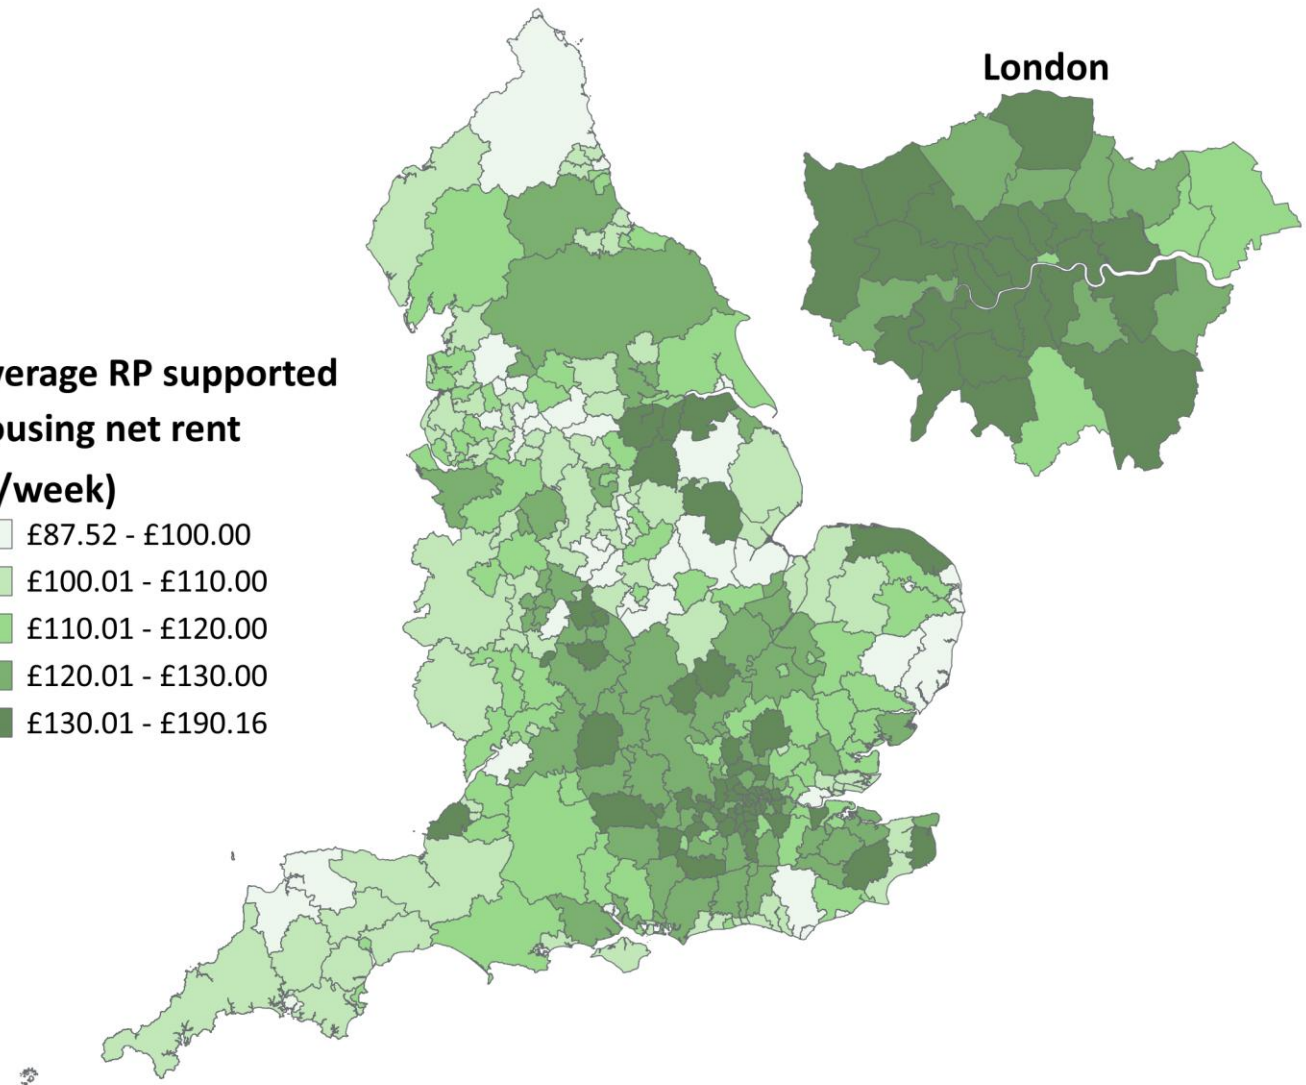 London
verage RP supported
ousing net rent
/week)
£87.52 - £100.00
£100.01 - £110.00
£110.01 - £120.00
£120.01 - £130.00
£130.01 - £190.16